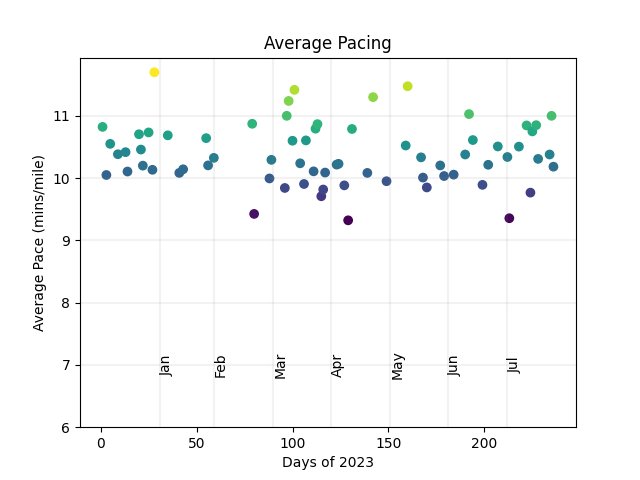 Average Pacing
Average Pace (mins/mile)
11
10
9
8
7
6
Jan
Feb
Mar
Apr
May
Jun
Jul
0
50
100
150
200
Days of 2023